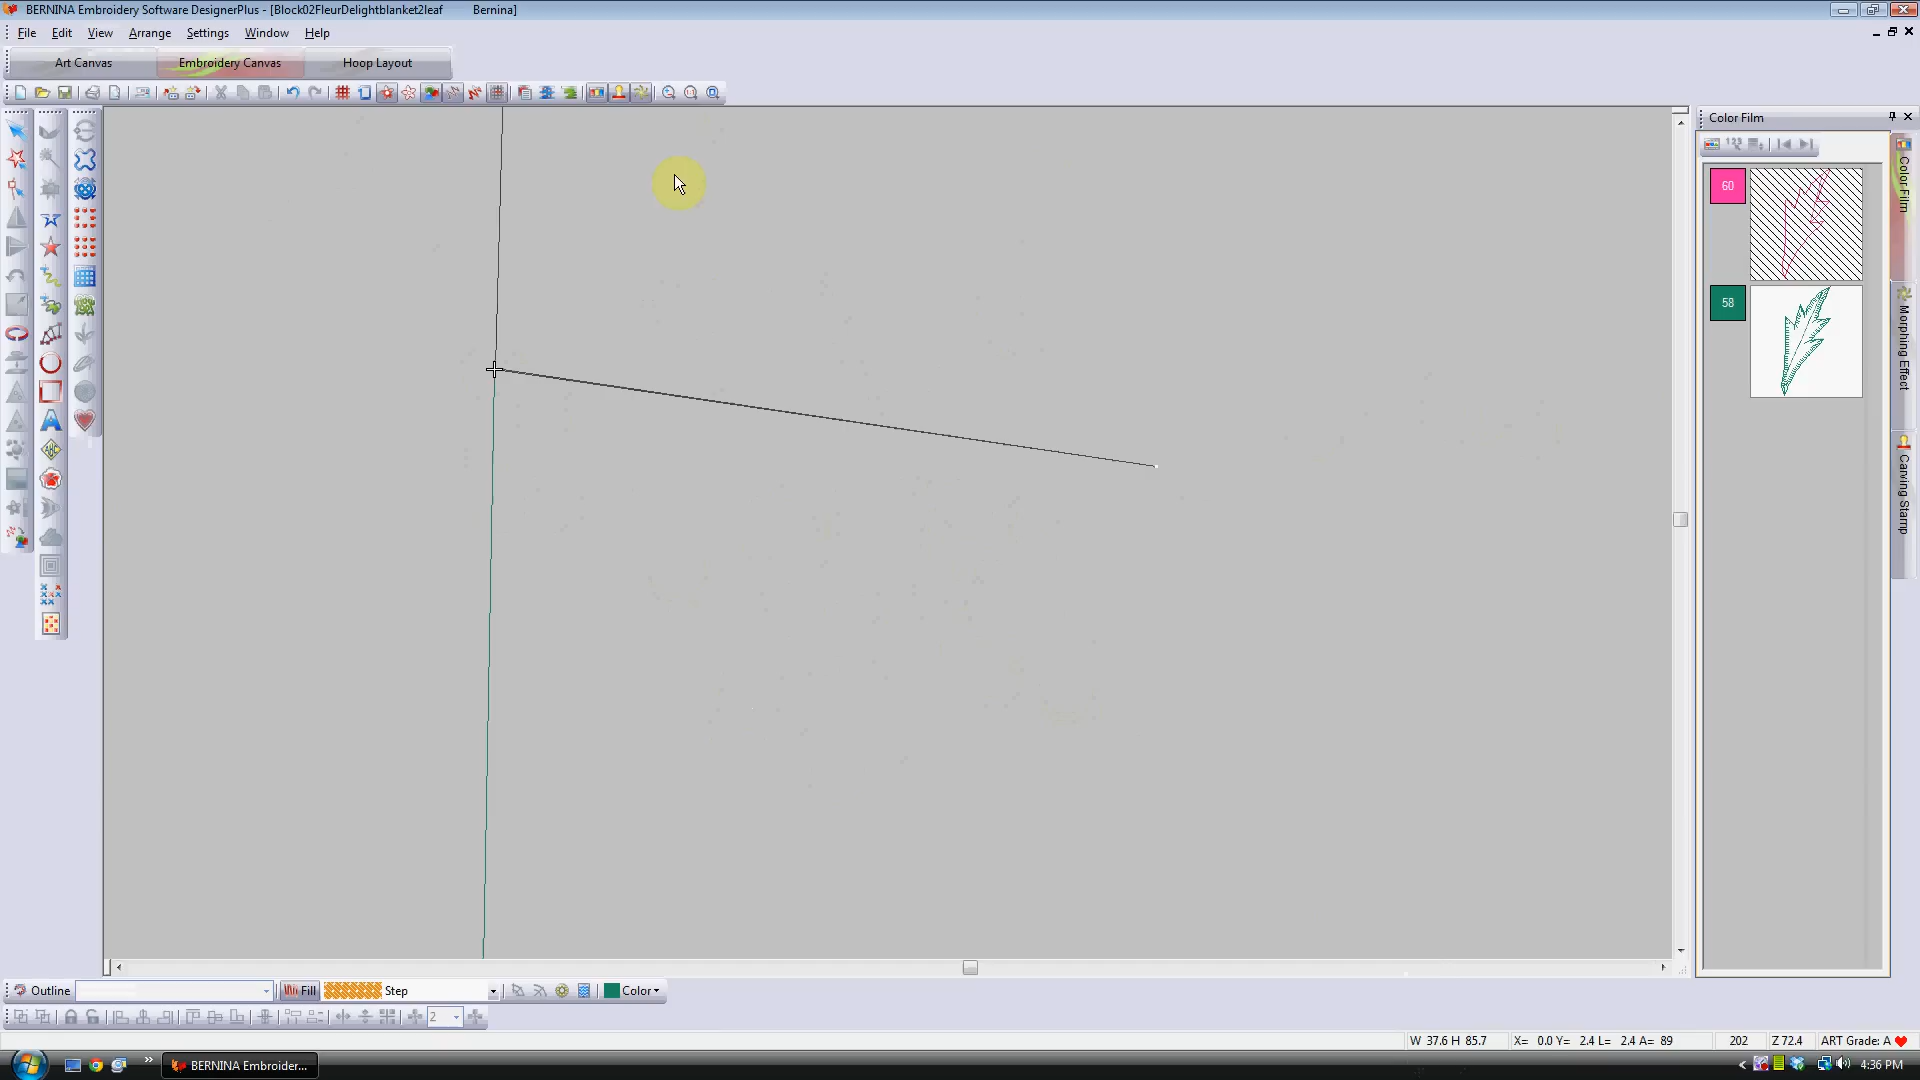 BERNINA Embroidery Software DesignerPlus - [Block02FleurDelightblanket2leaf Bernina]
File Edit View Arrange Settings Window Help
Art Canvas Embroidery Canvas Hoop Layout
Color Film
60
58
Color Film
Morphing Effect
Carving Stamp
Outline Fill Step Color
2
W 37.6 H 85.7 X= 0.0 Y= 2.4 L= 2.4 A= 89 202 Z 72.4 ART Grade: A
BERNINA Embroider... 4:36 PM